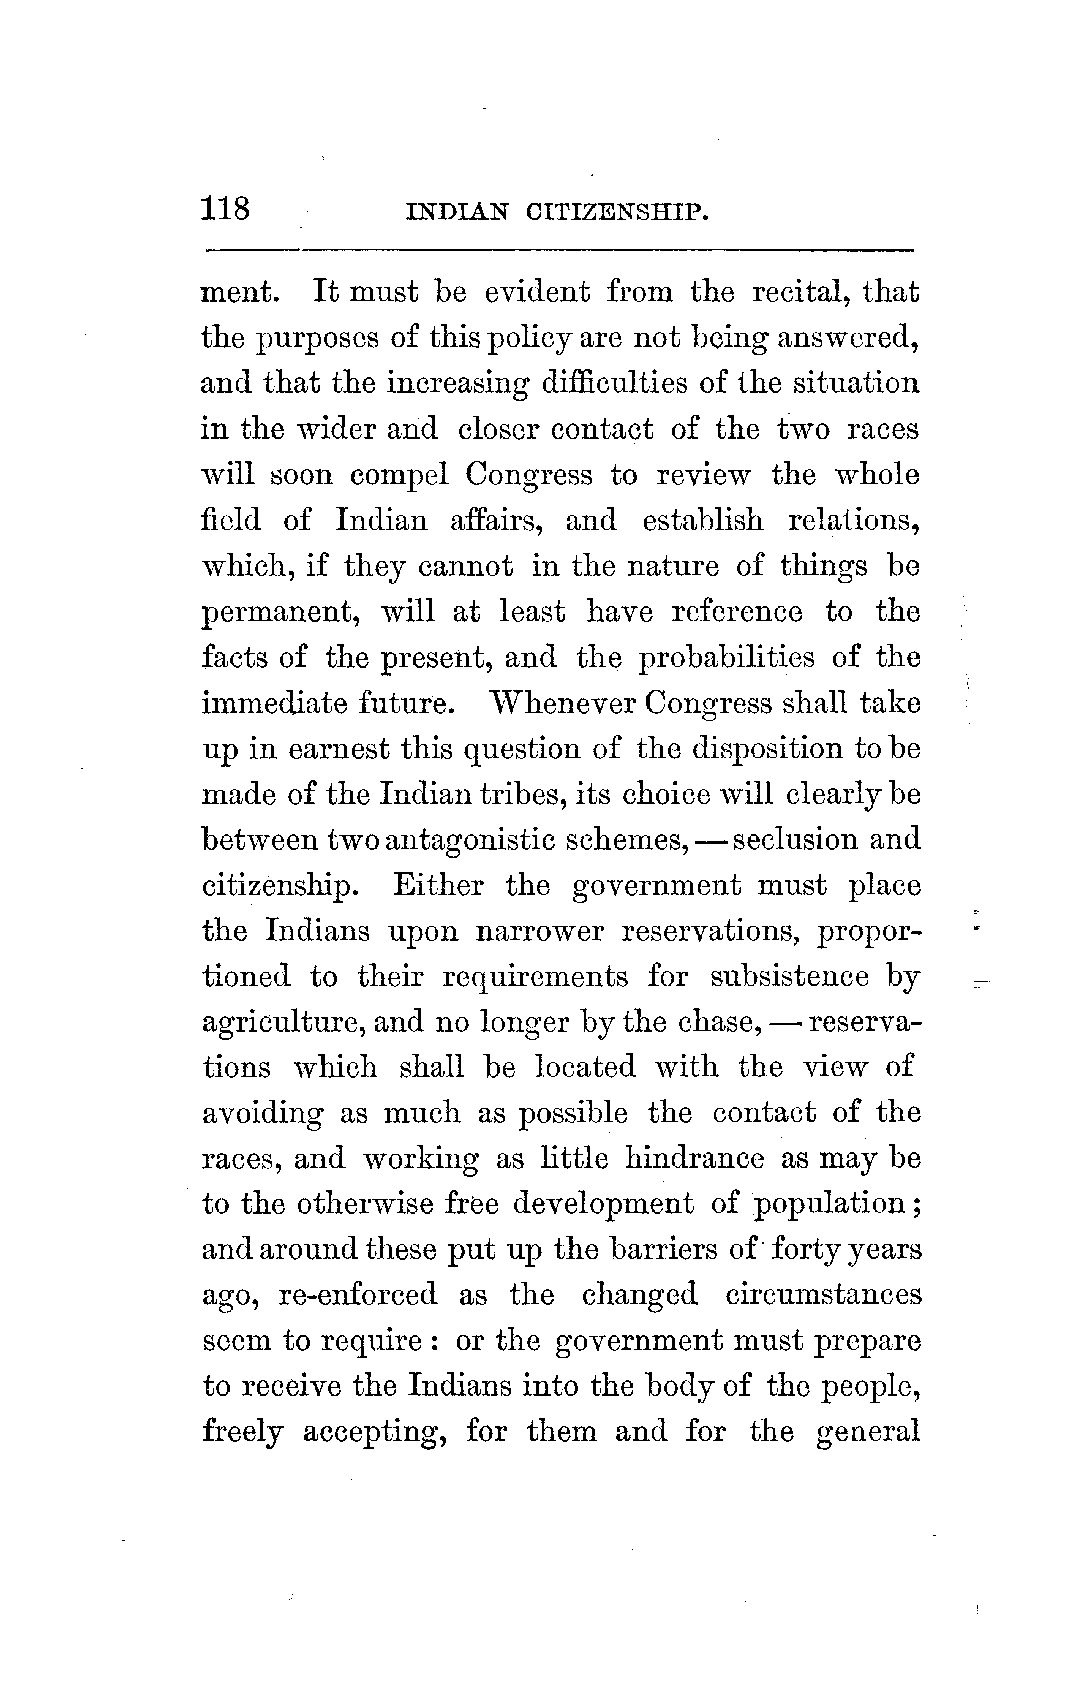 118 INDIAN CITIZENSHIP.
ment. It must be evident from the recital, that
the purposes of this policy are not being answered,
and that the increasing difficulties of the situation
in the wider and closer contact of the two races
will soon compel Congress to review the whole
field of Indian affairs, and establish relations,
which, if they cannot in the nature of things be
permanent, will at least have reference to the
facts of the present, and the probabilities of the
immediate future. Whenever Congress shall take
up in earnest this question of the disposition to be
made of the Indian tribes, its choice will clearly be
between two antagonistic schemes, — seclusion and
citizenship. Either the government must place
the Indians upon narrower reservations, propor-
tioned to their requirements for subsistence by
agriculture, and no longer by the chase, — reserva-
tions which shall be located with the view of
avoiding as much as possible the contact of the
races, and working as little hindrance as may be
to the otherwise free development of population;
and around these put up the barriers of forty years
ago, re-enforced as the changed circumstances
seem to require: or the government must prepare
to receive the Indians into the body of the people,
freely accepting, for them and for the general